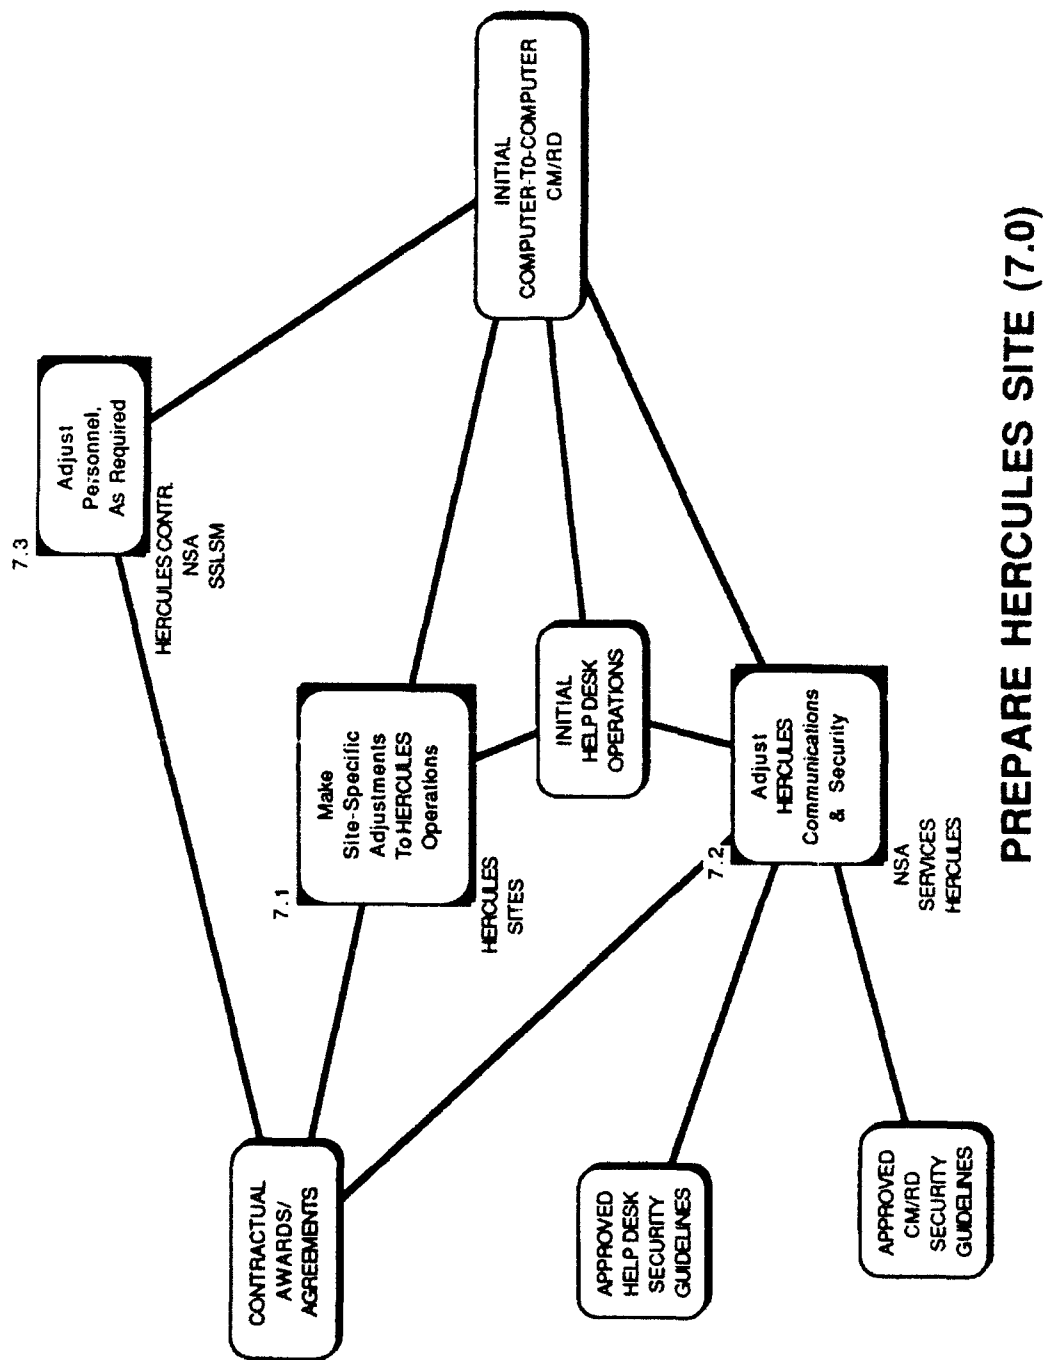 CONTRACTUAL
AWARDS/
AGREEMENTS
APPROVED
HELP DESK
SECURITY
GUIDELINES
APPROVED
CM/RD
SECURITY
GUIDELINES
7.1
Make
Site-Specific
Adjustments
To HERCULES
Operations
HERCULES
SITES
7.2
Adjust
HERCULES
Communications
& Security
NSA
SERVICES
HERCULES
INITIAL
HELP DESK
OPERATIONS
7.3
Adjust
Personnel,
As Required
HERCULES CONTR.
NSA
SSLSM
INITIAL
COMPUTER-TO-COMPUTER
CM/RD
PREPARE HERCULES SITE (7.0)